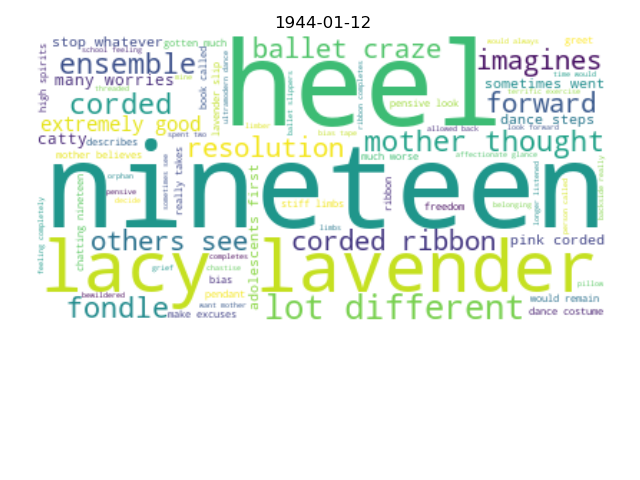 1944-01-12
stop whatever
gotten much
school feeling
ensemble
many worries
mine
threaded
high spirits
corded
extremely good
catty
describes
mother believes
book called
lavender slip
ultramodern dance
heel
ballet craze
would always
greet
imagines
time would
sometimes went
terrific exercise
forward
dance steps
pensive look
ballet slippers
ribbon completes
limber
bias tape
allowed back
look forward
spent two
resolution
mother thought
much worse
affectionate glance
nineteen
orphan
pensive
decide
sometimes see
really takes
chatting nineteen
feeling completely
adolescents first
stiff limbs
limbs
ribbon
freedom
belonging
longer listened
person called
others see
corded ribbon
pink corded
lacy
lavender
completes
grief
chastise
bias
bewildered
pendant
want mother
fondle
make excuses
lot different
pillow
would remain
dance costume